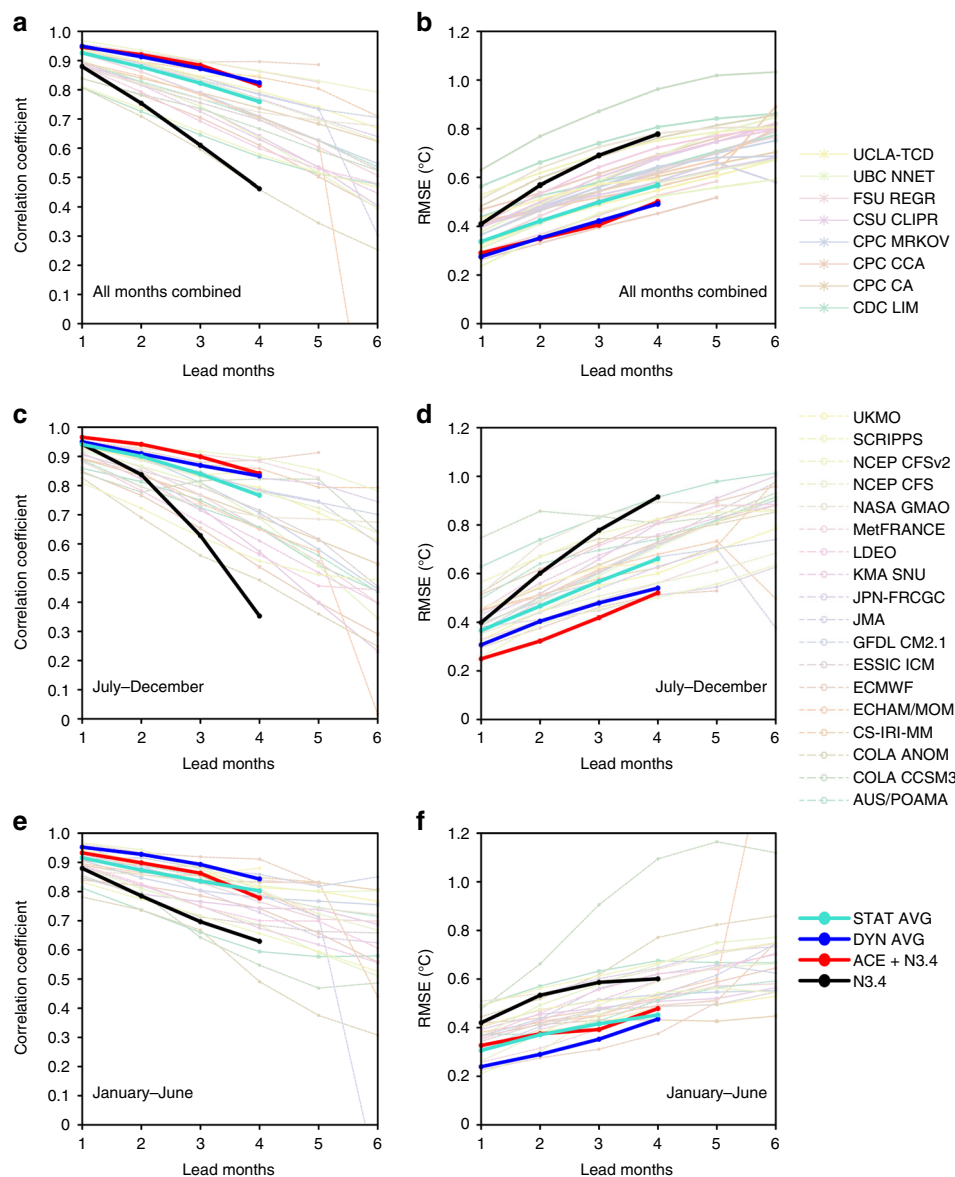 a
Correlation coefficient
1.0
0.9
0.8
0.7
0.6
0.5
0.4
0.3
0.2
0.1
0
All months combined
1 2 3 4 5 6
Lead months
b
RMSE (°C)
1.2
1.0
0.8
0.6
0.4
0.2
0
All months combined
1 2 3 4 5 6
Lead months
UCLA-TCD
UBC NNET
FSU REGR
CSU CLIPR
CPC MRKOV
CPC CCA
CPC CA
CDC LIM
c
Correlation coefficient
1.0
0.9
0.8
0.7
0.6
0.5
0.4
0.3
0.2
0.1
0
July–December
1 2 3 4 5 6
Lead months
d
RMSE (°C)
1.2
1.0
0.8
0.6
0.4
0.2
0
July–December
1 2 3 4 5 6
Lead months
UKMO
SCRIPPS
NCEP CFSv2
NCEP CFS
NASA GMAO
MetFRANCE
LDEO
KMA SNU
JPN-FRCGC
JMA
GFDL CM2.1
ESSIC ICM
ECMWF
ECHAM/MOM
CS-IRI-MM
COLA ANOM
COLA CCSM3
AUS/POAMA
e
Correlation coefficient
1.0
0.9
0.8
0.7
0.6
0.5
0.4
0.3
0.2
0.1
0
January–June
1 2 3 4 5 6
Lead months
f
RMSE (°C)
1.2
1.0
0.8
0.6
0.4
0.2
0
January–June
1 2 3 4 5 6
Lead months
STAT AVG
DYN AVG
ACE + N3.4
N3.4